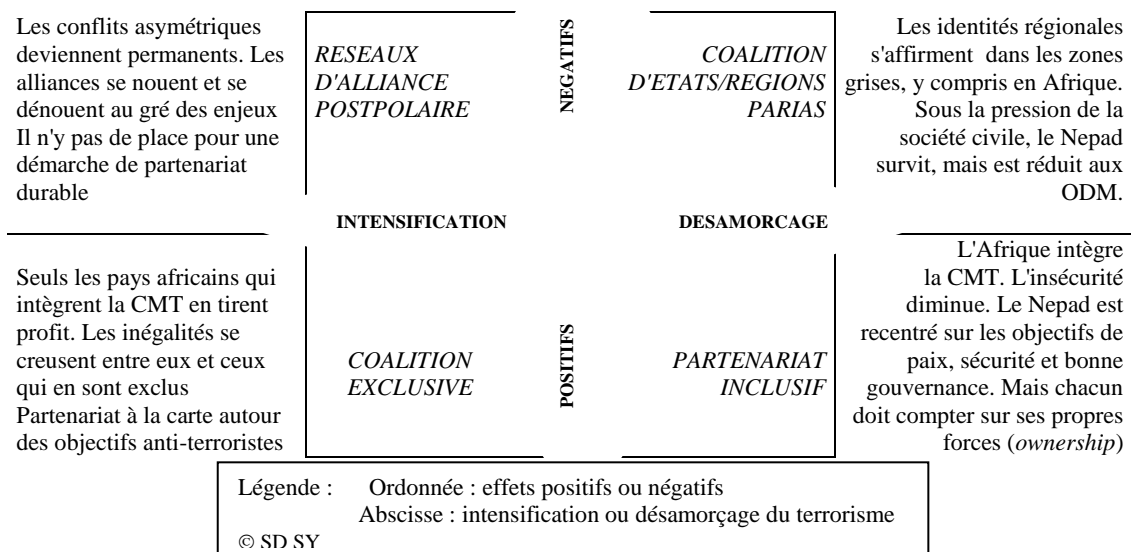 Les conflits asymétriques
deviennent permanents. Les
alliances se nouent et se
dénouent au gré des enjeux
Il n'y pas de place pour une
démarche de partenariat
durable
RESEAUX
D'ALLIANCE
POSTPOLAIRE
NEGATIFS
COALITION
D'ETATS/REGIONS
PARIAS
Les identités régionales
s'affirment dans les zones
grises, y compris en Afrique.
Sous la pression de la
société civile, le Nepad
survit, mais est réduit aux
ODM.
INTENSIFICATION
DESAMORCAGE
Seuls les pays africains qui
intègrent la CMT en tirent
profit. Les inégalités se
creusent entre eux et ceux
qui en sont exclus
Partenariat à la carte autour
des objectifs anti-terroristes
COALITION
EXCLUSIVE
POSITIFS
PARTENARIAT
INCLUSIF
L'Afrique intègre
la CMT. L'insécurité
diminue. Le Nepad est
recentré sur les objectifs de
paix, sécurité et bonne
gouvernance. Mais chacun
doit compter sur ses propres
forces (ownership)
Légende : Ordonnée : effets positifs ou négatifs
Abscisse : intensification ou désamorçage du terrorisme
© SD SY